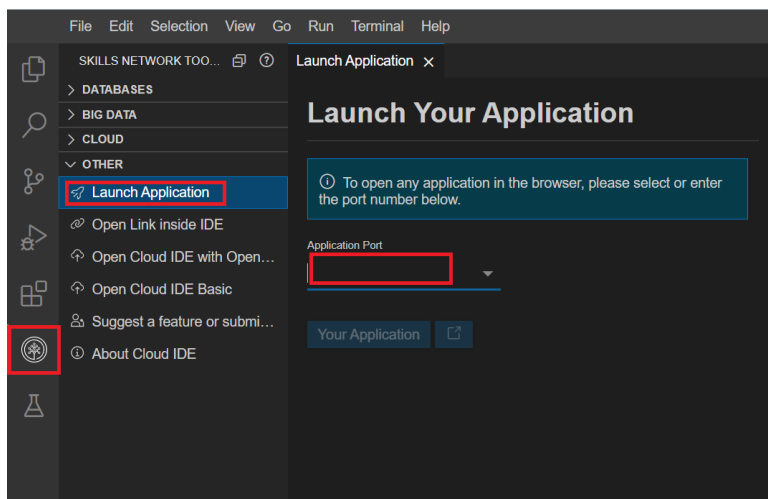 File Edit Selection View Go Run Terminal Help
SKILLS NETWORK TOO...
Launch Application
DATABASES
BIG DATA
CLOUD
OTHER
Launch Application
Open Link inside IDE
Open Cloud IDE with Open...
Open Cloud IDE Basic
Suggest a feature or submi...
About Cloud IDE
Launch Your Application
To open any application in the browser, please select or enter
the port number below.
Application Port
Your Application